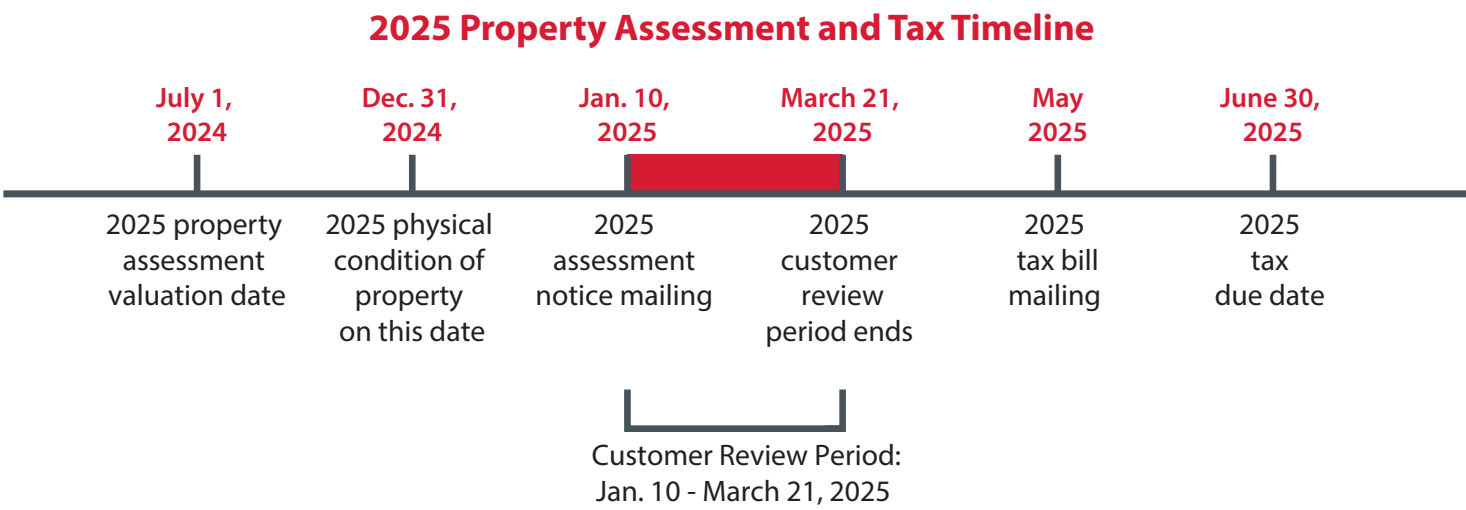 2025 Property Assessment and Tax Timeline
July 1,
2024
Dec. 31,
2024
Jan. 10,
2025
March 21,
2025
May
2025
June 30,
2025
2025 property
assessment
valuation date
2025 physical
condition of
property
on this date
2025
assessment
notice mailing
2025
customer
review
period ends
2025
tax bill
mailing
2025
tax
due date
Customer Review Period:
Jan. 10 - March 21, 2025